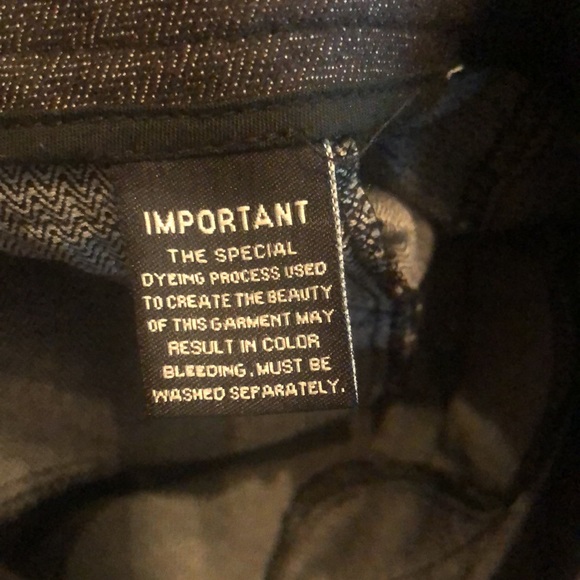 IMPORTANT
THE SPECIAL
DYEING PROCESS USED
TO CREATE THE BEAUTY
OF THIS GARMENT MAY
RESULT IN COLOR
BLEEDING. MUST BE
WASHED SEPARATELY.